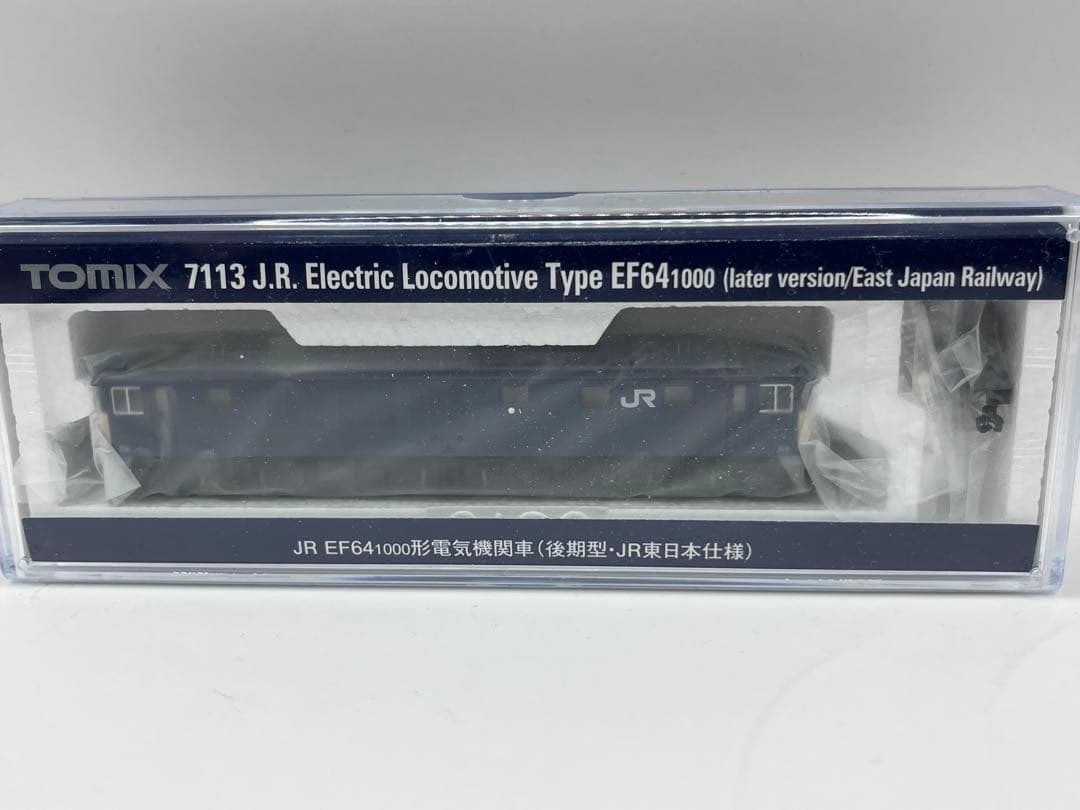 TOMIX 7113 J.R. Electric Locomotive Type EF641000 (later version/East Japan Railway)
JR
JR EF641000形電気機関車(後期型・JR東日本仕様)